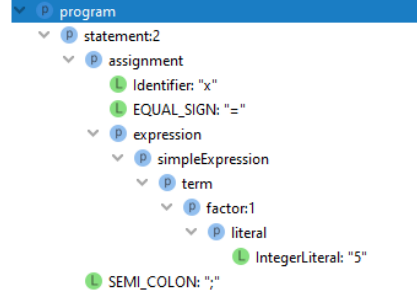 program
statement:2
assignment
Identifier: "x"
EQUAL_SIGN: "="
expression
simpleExpression
term
factor:1
literal
IntegerLiteral: "5"
SEMI_COLON: ";"